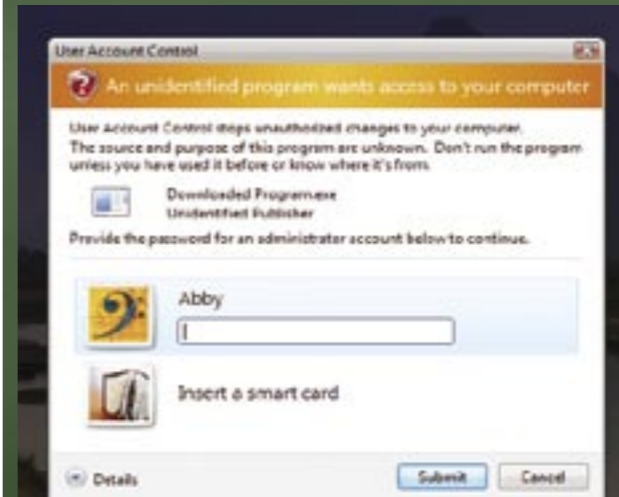 User Account Control
An unidentified program wants access to your computer
User Account Control stops unauthorized changes to your computer.
The source and purpose of this program are unknown. Don't run the program
unless you have used it before or know where it's from.
Downloaded Program.exe
Unidentified Publisher
Provide the password for an administrator account below to continue.
Abby
Insert a smart card
Details
Submit
Cancel